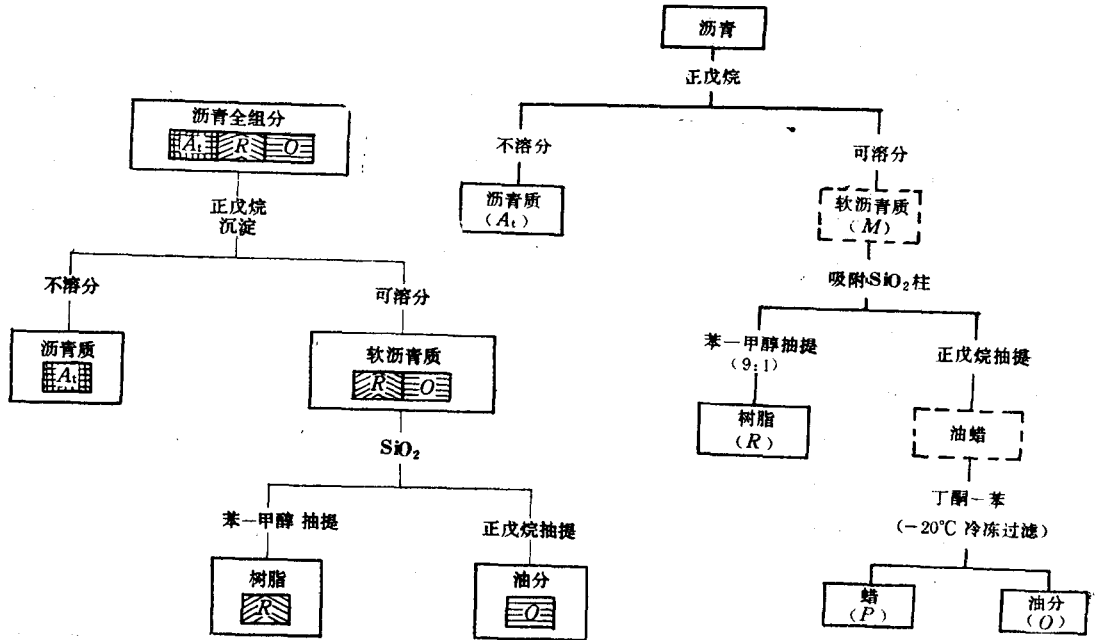 沥青全组分
At R O
正戊烷
沉淀
不溶分
可溶分
沥青质
At
软沥青质
R O
SiO₂
苯一甲醇 抽提
正戊烷抽提
树脂
R
油分
O
沥青
正戊烷
不溶分
可溶分
沥青质
(At)
软沥青质
(M)
吸附SiO₂柱
苯一甲醇抽提
(9:1)
正戊烷抽提
树脂
(R)
油蜡
丁酮一苯
(-20℃ 冷冻过滤)
蜡
(P)
油分
(O)